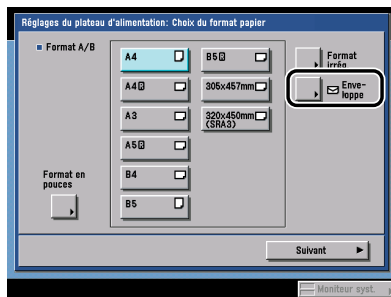 Réglages du plateau d'alimentation: Choix du format papier
Format A/B
A4
B5R
Format
irrég.
A4R
305x457mm
Enve-
loppe
A3
320x450mm
(SRA3)
A5R
Format en
pouces
B4
B5
Suivant
Moniteur syst.